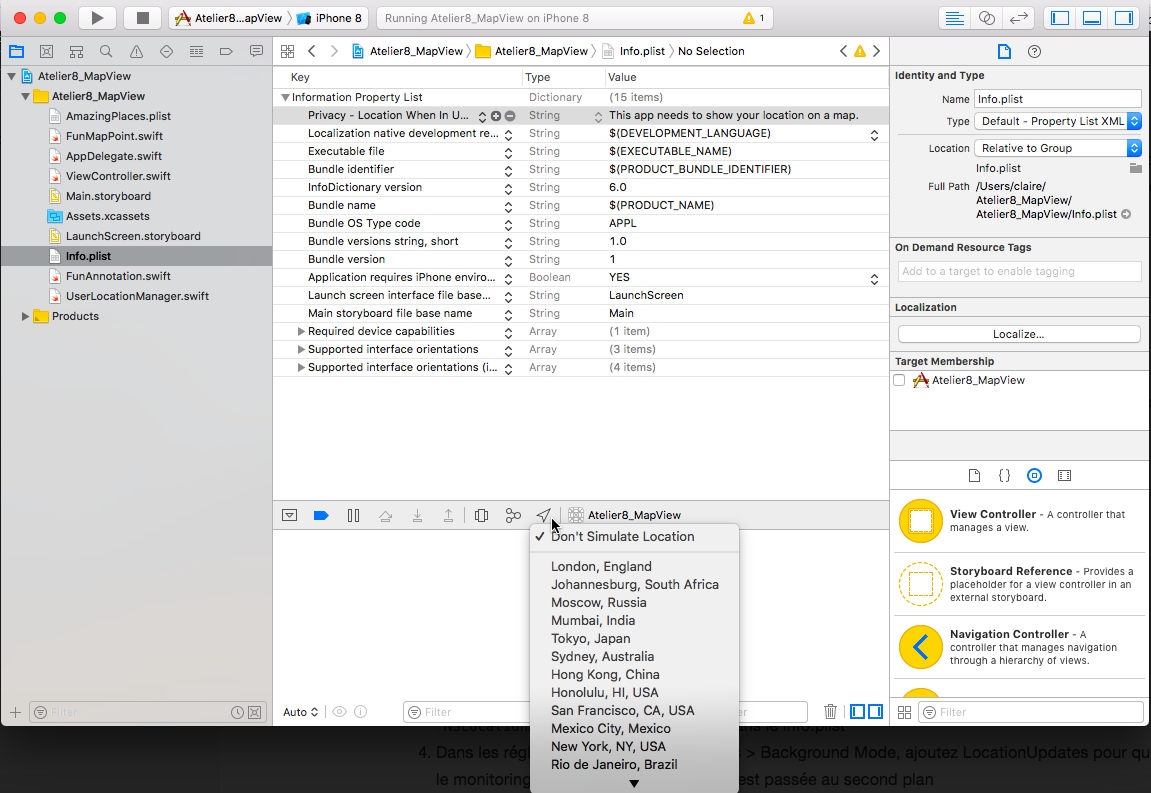 Atelier8...apView
iPhone 8
Running Atelier8_MapView on iPhone 8
1
Atelier8_MapView
Atelier8_MapView
Info.plist
No Selection
Atelier8_MapView
Atelier8_MapView
AmazingPlaces.plist
FunMapPoint.swift
AppDelegate.swift
ViewController.swift
Main.storyboard
Assets.xcassets
LaunchScreen.storyboard
Info.plist
FunAnnotation.swift
UserLocationManager.swift
Products
Filter
Key Type Value
Information Property List Dictionary (15 items)
Privacy - Location When In U... String This app needs to show your location on a map.
Localization native development re... String $(DEVELOPMENT_LANGUAGE)
Executable file String $(EXECUTABLE_NAME)
Bundle identifier String $(PRODUCT_BUNDLE_IDENTIFIER)
InfoDictionary version String 6.0
Bundle name String $(PRODUCT_NAME)
Bundle OS Type code String APPL
Bundle versions string, short String 1.0
Bundle version String 1
Application requires iPhone enviro... Boolean YES
Launch screen interface file base... String LaunchScreen
Main storyboard file base name String Main
Required device capabilities Array (1 item)
Supported interface orientations Array (3 items)
Supported interface orientations (i... Array (4 items)
Atelier8_MapView
Don't Simulate Location
London, England
Johannesburg, South Africa
Moscow, Russia
Mumbai, India
Tokyo, Japan
Sydney, Australia
Hong Kong, China
Honolulu, HI, USA
San Francisco, CA, USA
Mexico City, Mexico
New York, NY, USA
Rio de Janeiro, Brazil
Auto
Filter
Identity and Type
Name Info.plist
Type Default - Property List XML
Location Relative to Group
Info.plist
Full Path /Users/claire/
Atelier8_MapView/
Atelier8_MapView/Info.plist
On Demand Resource Tags
Add to a target to enable tagging
Localization
Localize...
Target Membership
Atelier8_MapView
View Controller - A controller that
manages a view.
Storyboard Reference - Provides a
placeholder for a view controller in an
external storyboard.
Navigation Controller - A
controller that manages navigation
through a hierarchy of views.
Filter
4. Dans les > Background Mode, ajoutez LocationUpdates pour
le monitoring est passée au second plan